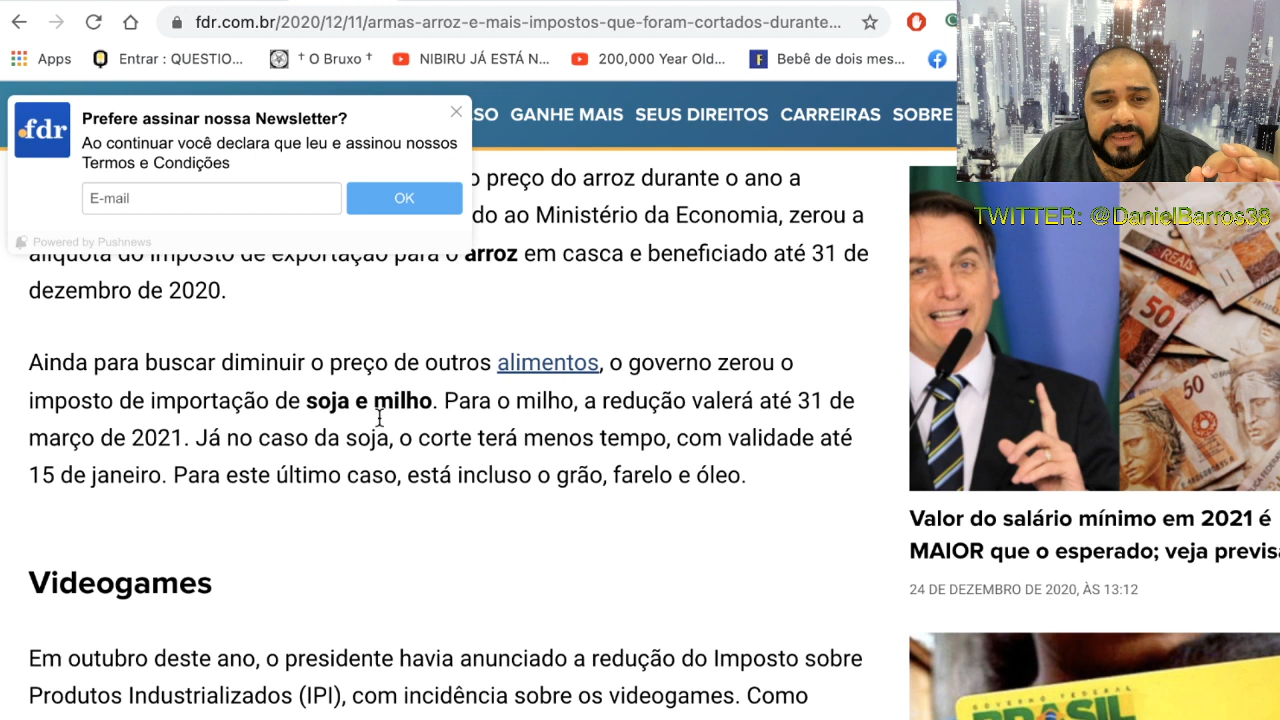 fdr.com.br/2020/12/11/armas-arroz-e-mais-impostos-que-foram-cortados-durante...
Apps
Entrar : QUESTIO...
† O Bruxo †
NIBIRU JÁ ESTÁ N...
200,000 Year Old...
Bebê de dois mes...
.fdr
Prefere assinar nossa Newsletter?
Ao continuar você declara que leu e assinou nossos
Termos e Condições
E-mail
OK
Powered by Pushnews
SO GANHE MAIS SEUS DIREITOS CARREIRAS SOBRE
TWITTER: @DanielBarros38
o preço do arroz durante o ano a
do ao Ministério da Economia, zerou a
alíquota do imposto de exportação para o arroz em casca e beneficiado até 31 de
dezembro de 2020.
Ainda para buscar diminuir o preço de outros alimentos, o governo zerou o
imposto de importação de soja e milho. Para o milho, a redução valerá até 31 de
março de 2021. Já no caso da soja, o corte terá menos tempo, com validade até
15 de janeiro. Para este último caso, está incluso o grão, farelo e óleo.
Videogames
Em outubro deste ano, o presidente havia anunciado a redução do Imposto sobre
Produtos Industrializados (IPI), com incidência sobre os videogames. Como
REAIS
50
50
Valor do salário mínimo em 2021 é
MAIOR que o esperado; veja previs
24 DE DEZEMBRO DE 2020, ÀS 13:12
GOVERNO FEDERAL
BRASIL